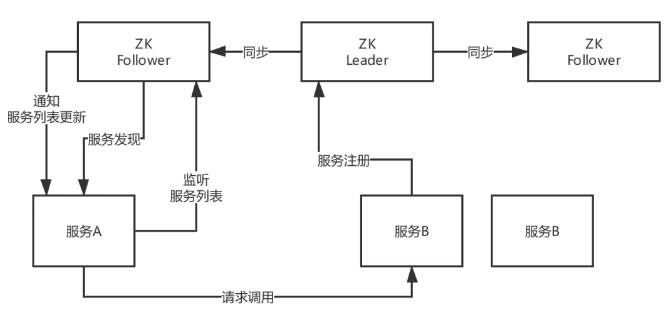 ZK
Follower
同步
ZK
Leader
同步
ZK
Follower
通知
服务列表更新
服务发现
监听
服务列表
服务注册
服务A
服务B
服务B
请求调用